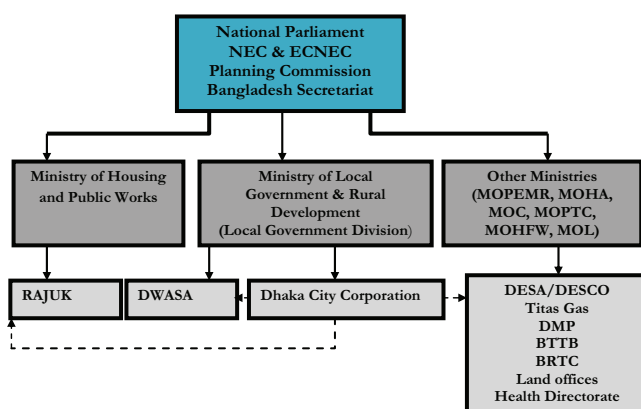 National Parliament
NEC & ECNEC
Planning Commission
Bangladesh Secretariat
Ministry of Housing
and Public Works
Ministry of Local
Government & Rural
Development
(Local Government Division)
Other Ministries
(MOPEMR, MOHA,
MOC, MOPTC,
MOHFW, MOL)
RAJUK
DWASA
Dhaka City Corporation
DESA/DESCO
Titas Gas
DMP
BTTB
BRTC
Land offices
Health Directorate